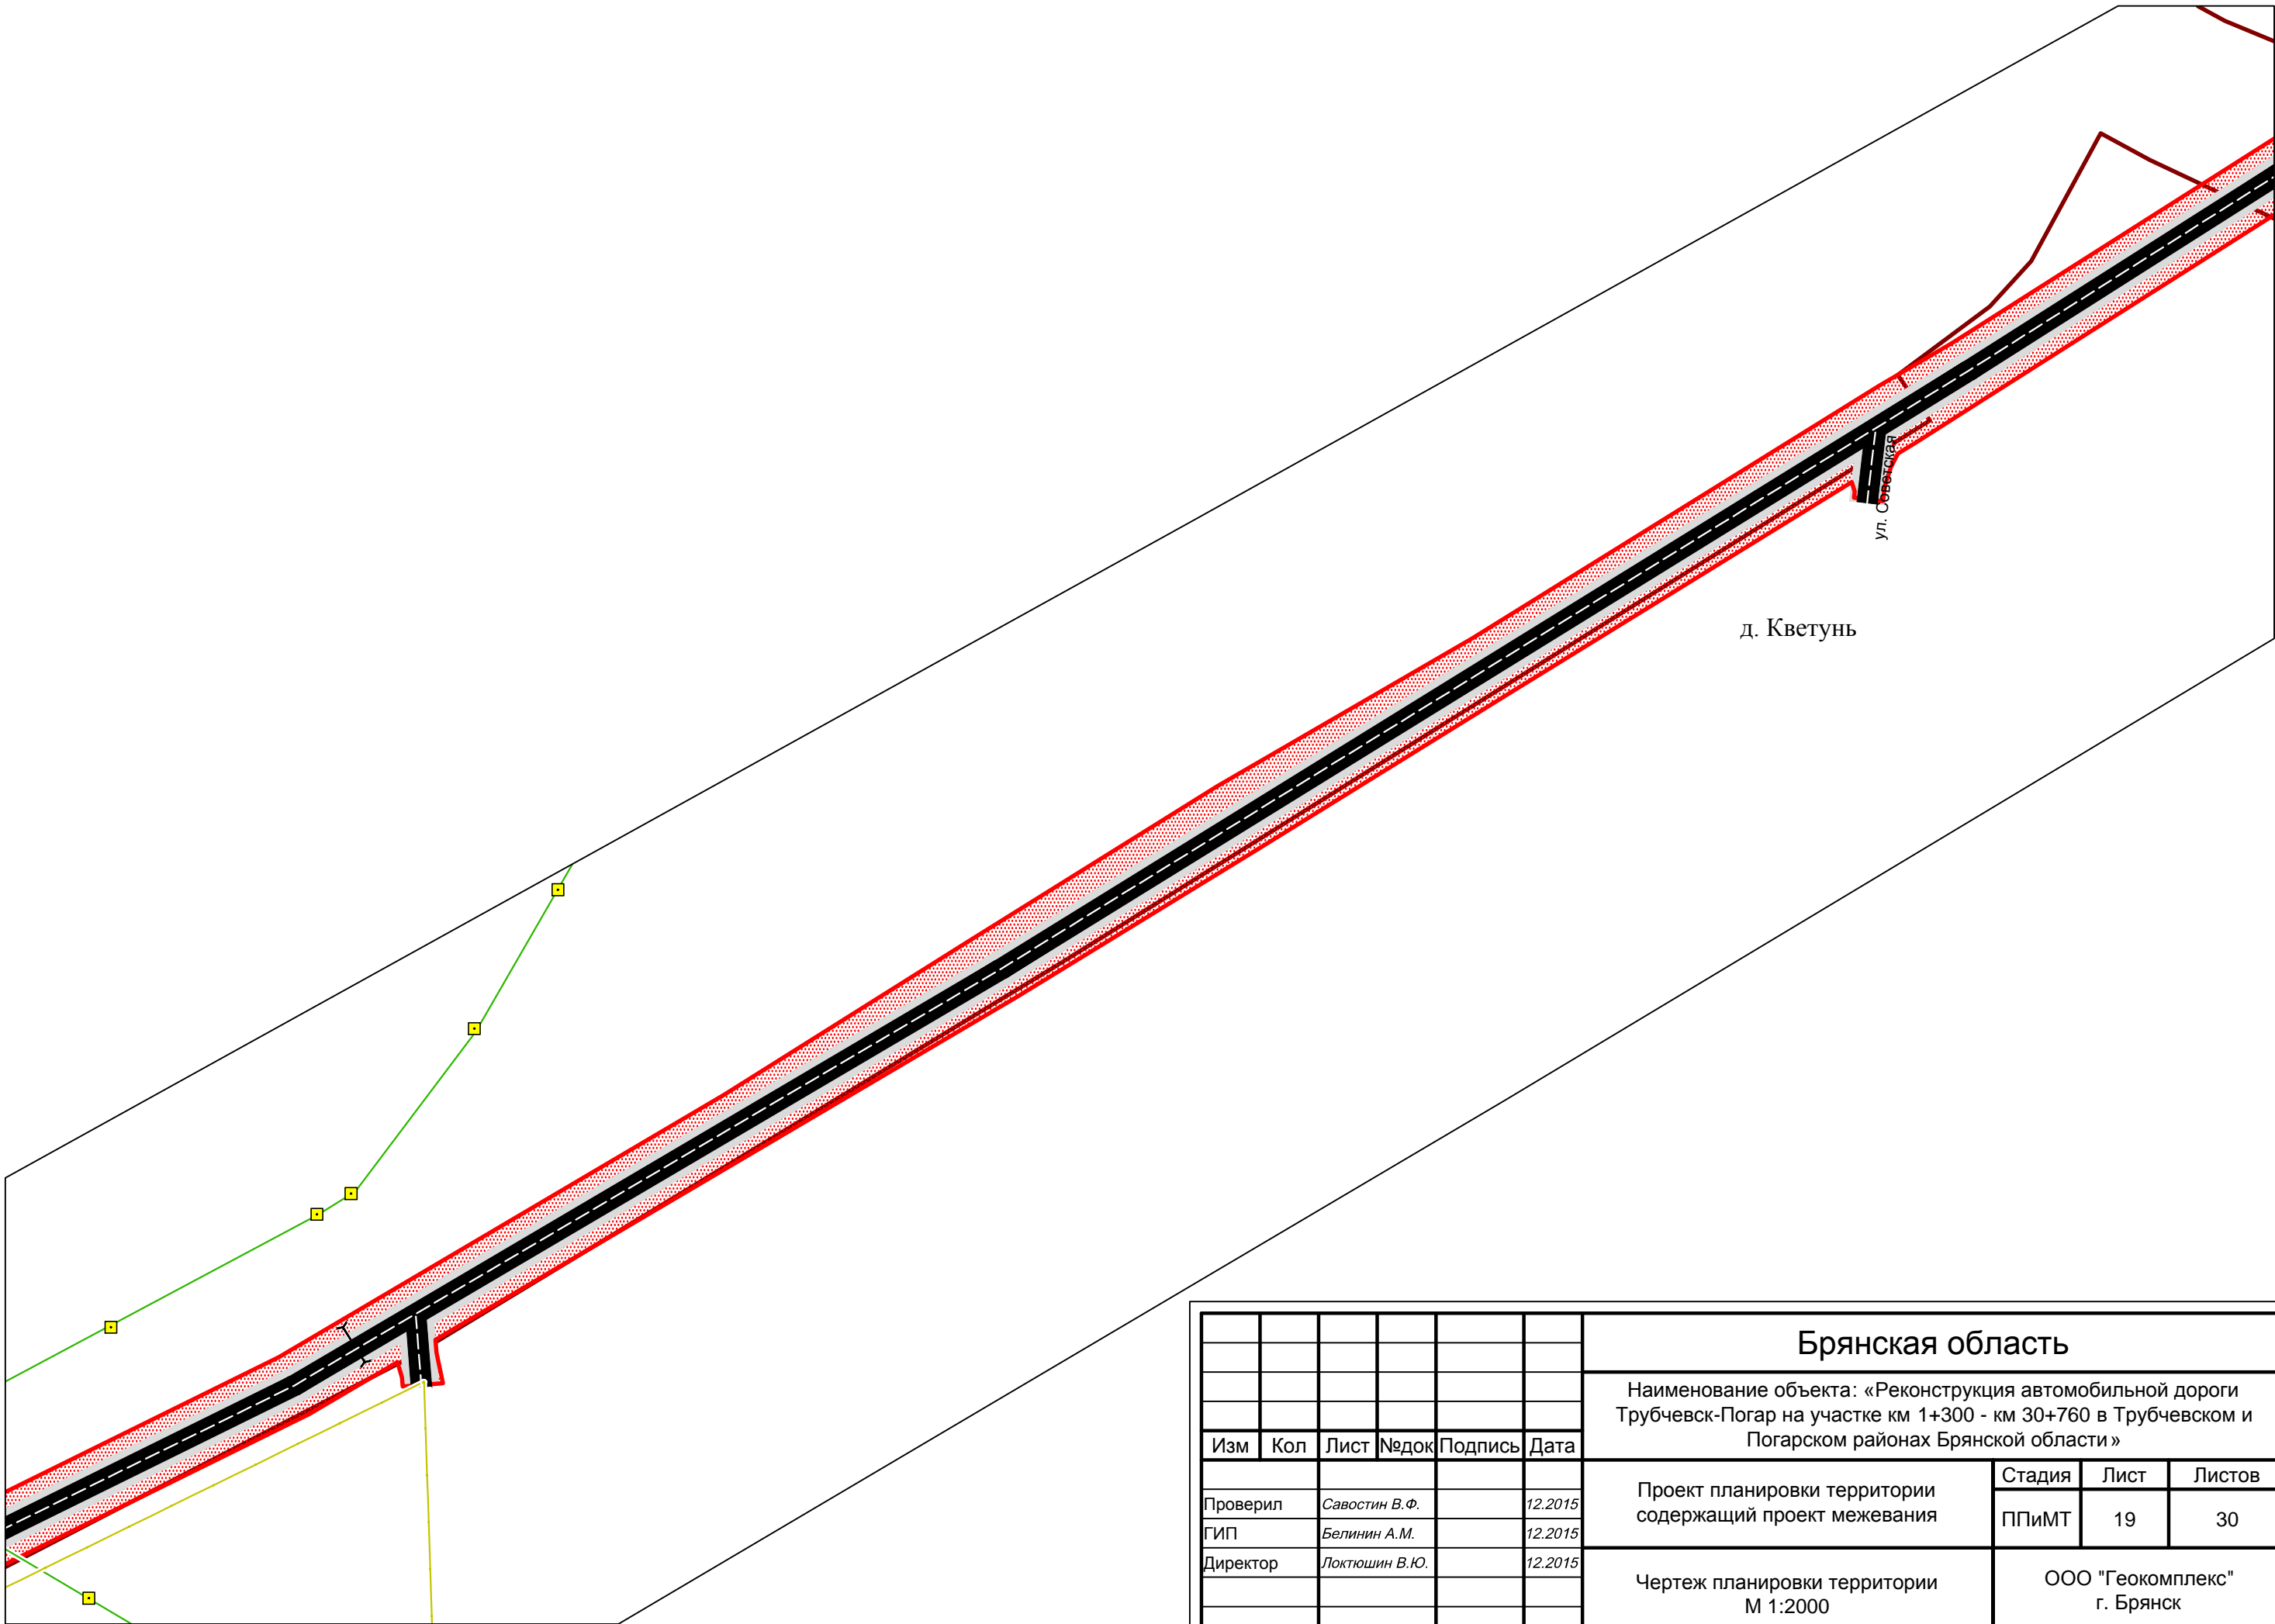 ул. Советская
д. Кветунь
Брянская область
Наименование объекта: «Реконструкция автомобильной дороги
Трубчевск-Погар на участке км 1+300 - км 30+760 в Трубчевском и
Погарском районах Брянской области»
Изм Кол Лист №док Подпись Дата
Проект планировки территории
содержащий проект межевания
Стадия Лист Листов
ППиМТ 19 30
Проверил Савостин В.Ф. 12.2015
ГИП Белинин А.М. 12.2015
Директор Локтюшин В.Ю. 12.2015
Чертеж планировки территории
М 1:2000
ООО "Геокомплекс"
г. Брянск